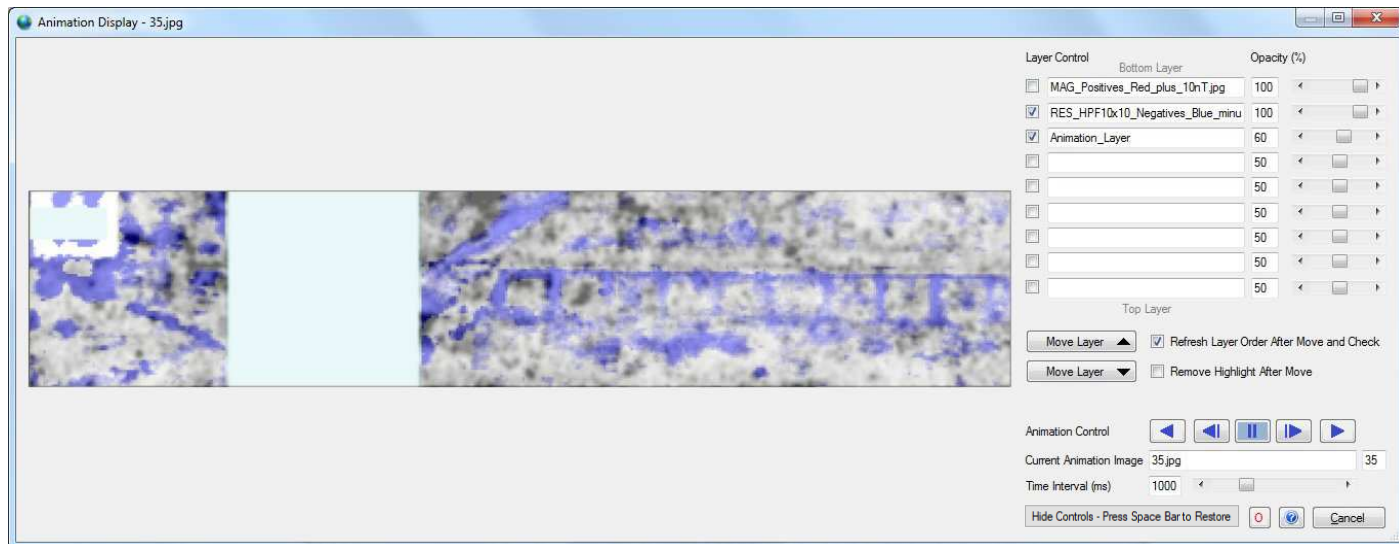 Animation Display - 35.jpg
Layer Control
Opacity (%)
Bottom Layer
MAG_Positives_Red_plus_10nT.jpg 100
RES_HPF10x10_Negatives_Blue_minu 100
Animation_Layer 60
50
50
50
50
50
50
Top Layer
Move Layer
Refresh Layer Order After Move and Check
Move Layer
Remove Highlight After Move
Animation Control
Current Animation Image 35.jpg 35
Time Interval (ms) 1000
Hide Controls - Press Space Bar to Restore O ? Cancel